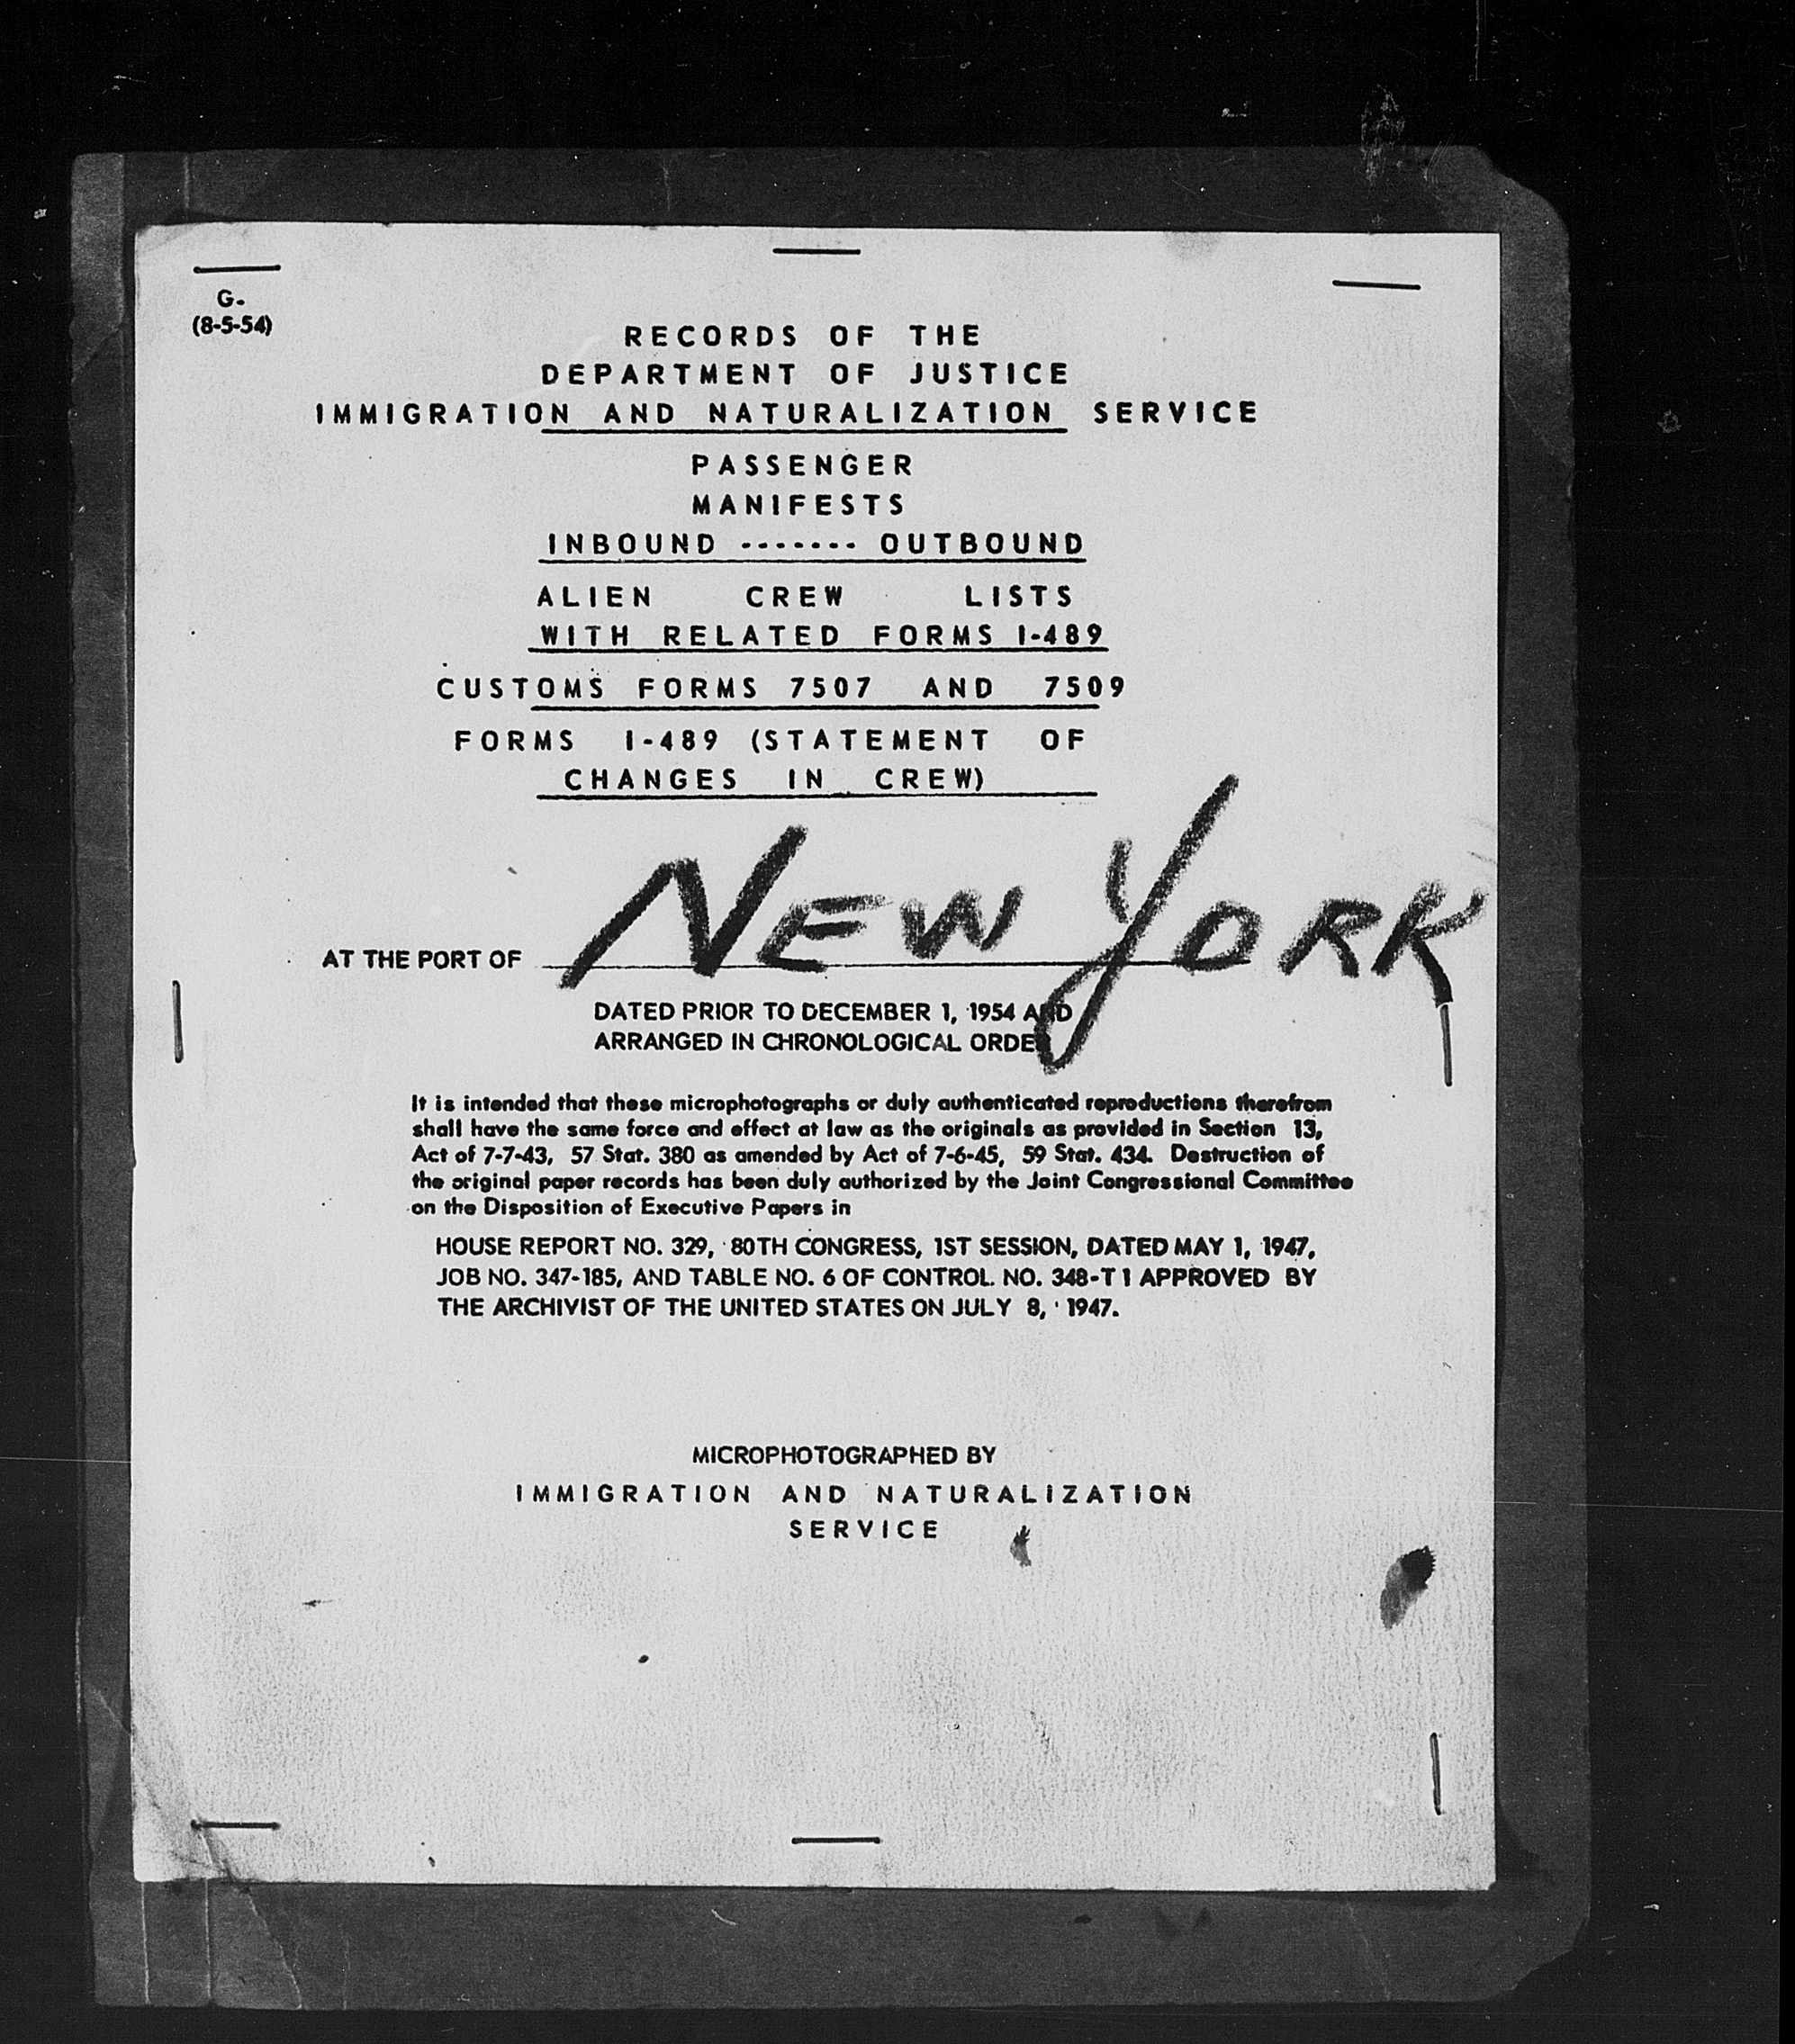 G-
(8-5-54)
RECORDS OF THE
DEPARTMENT OF JUSTICE
IMMIGRATION AND NATURALIZATION SERVICE
PASSENGER
MANIFESTS
INBOUND ------- OUTBOUND
ALIEN CREW LISTS
WITH RELATED FORMS I-489
CUSTOMS FORMS 7507 AND 7509
FORMS I-489 (STATEMENT OF
CHANGES IN CREW)
AT THE PORT OF NEW YORK
DATED PRIOR TO DECEMBER 1, 1954 AND
ARRANGED IN CHRONOLOGICAL ORDER
It is intended that these microphotographs or duly authenticated reproductions therefrom
shall have the same force and effect at law as the originals as provided in Section 13,
Act of 7-7-43, 57 Stat. 380 as amended by Act of 7-6-45, 59 Stat. 434. Destruction of
the original paper records has been duly authorized by the Joint Congressional Committee
on the Disposition of Executive Papers in
HOUSE REPORT NO. 329, 80TH CONGRESS, 1ST SESSION, DATED MAY 1, 1947,
JOB NO. 347-185, AND TABLE NO. 6 OF CONTROL NO. 348-T1 APPROVED BY
THE ARCHIVIST OF THE UNITED STATES ON JULY 8, 1947.
MICROPHOTOGRAPHED BY
IMMIGRATION AND NATURALIZATION
SERVICE